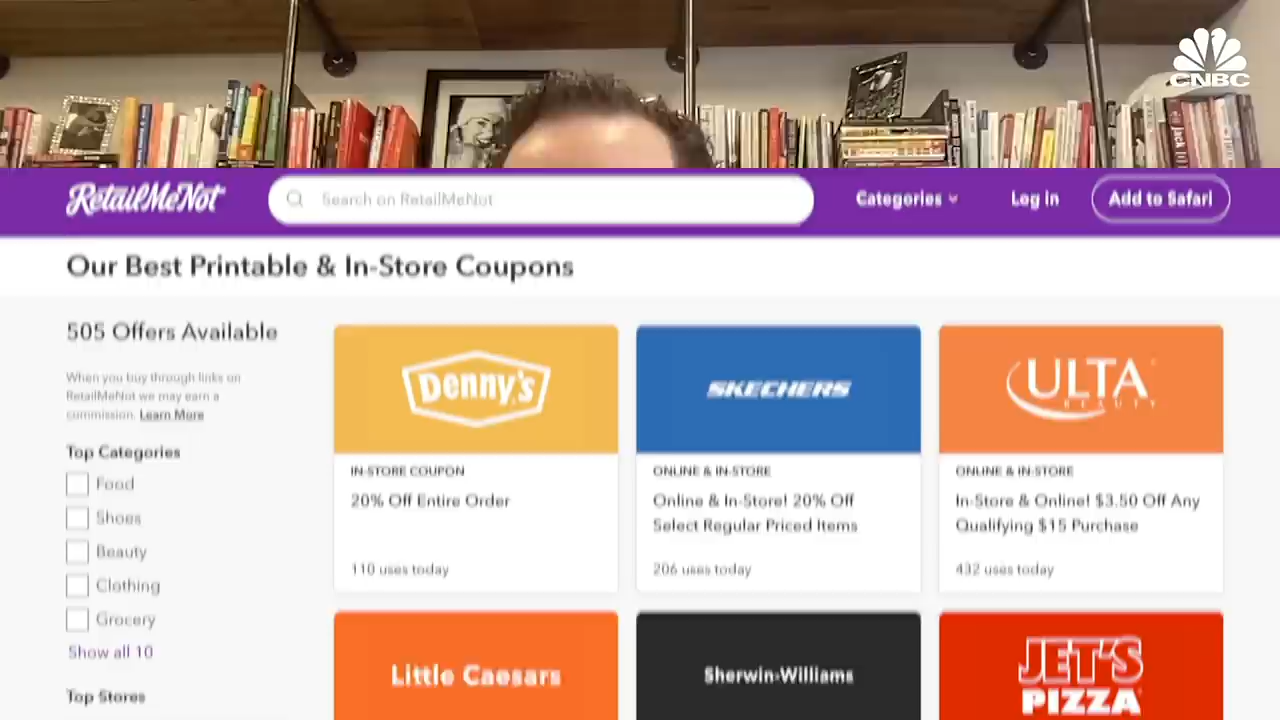 CNBC
RetailMeNot
Search on RetailMeNot
Categories
Log In
Add to Safari
Our Best Printable & In-Store Coupons
505 Offers Available
When you buy through links on
RetailMeNot we may earn a
commission. Learn More
Top Categories
Food
Shoes
Beauty
Clothing
Grocery
Show all 10
Top Stores
Denny's
IN-STORE COUPON
20% Off Entire Order
110 uses today
SKECHERS
ONLINE & IN-STORE
Online & In-Store! 20% Off
Select Regular Priced Items
206 uses today
ULTA
BEAUTY
ONLINE & IN-STORE
In-Store & Online! $3.50 Off Any
Qualifying $15 Purchase
432 uses today
Little Caesars
Sherwin-Williams
JET'S
PIZZA